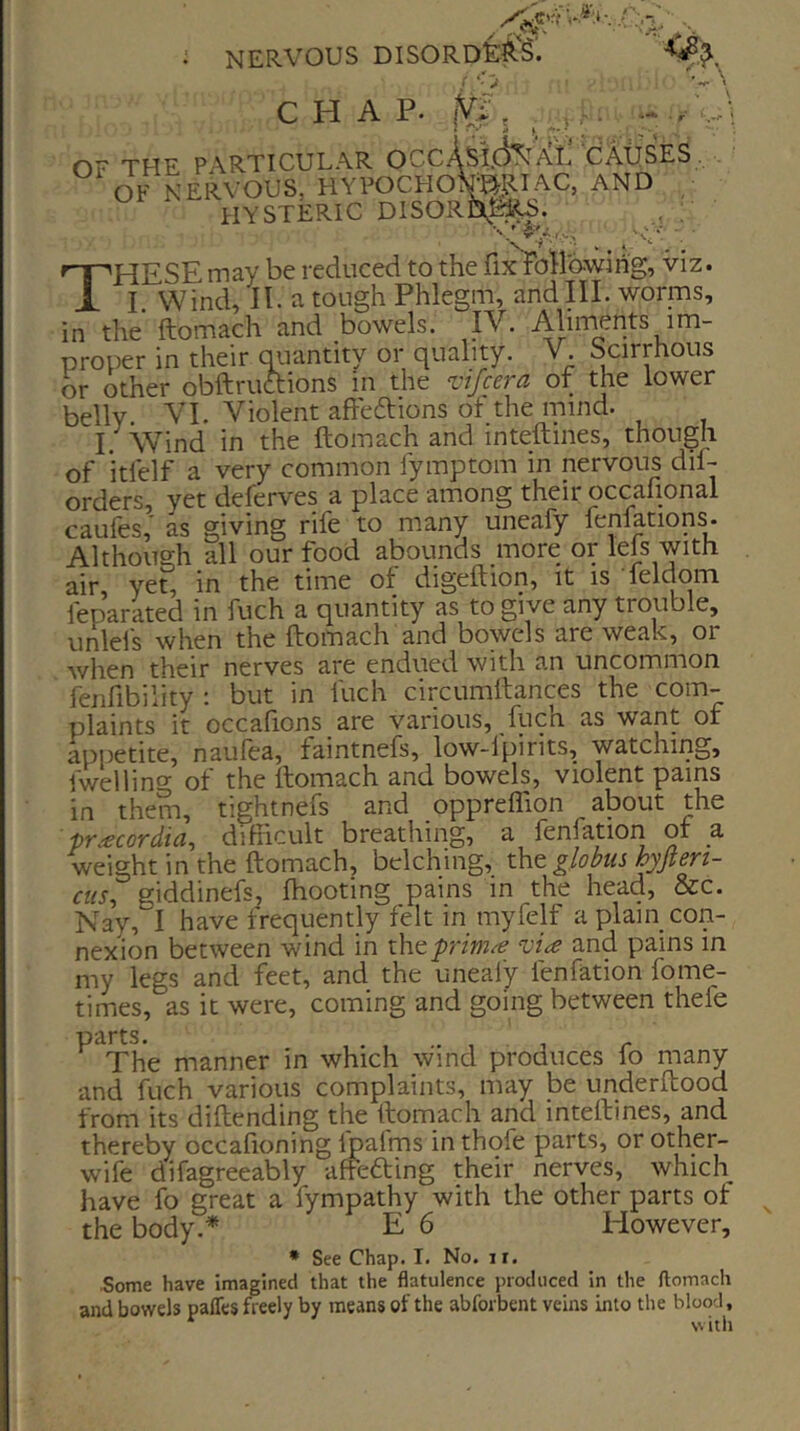 NERVOUS DISORDERS.
CHAP. VI.
OF THE PARTICULAR OCCASIONAL CAUSES
OF NERVOUS, HYPOCHONDRIAC, AND
HYSTERIC DISORDERS.
THESE may be reduced to the ſix following, viz.
I. Wind, II. a tough Phlegm, and III. worms,
in the ſtomach and bowels. IV. Aliments im-
proper in their quantity or quality. V. Scirrhous
or other obſtructions in the viſcera of the lower
belly. VI. Violent affections of the mind.
I. Wind in the ſtomach and inteſtines, though
of itſelf a very common ſymptom in nervous diſ-
orders, yet deſerves a place among their occaſional
cauſes, as giving riſe to many uneaſy ſenſations.
Although all our food abounds more or leſs with
air, yet, in the time of digeſtion, it is ſeldom
ſeparated in ſuch a quantity as to give any trouble,
unleſs when the ſtomach and bowels are weak, or
when their nerves are endued with an uncommon
ſenſibility : but in ſuch circumſtances the com-
plaints it occaſions are various, ſuch as want of
appetite, nauſea, faintneſs, low-ſpirits, watching,
ſwelling of the ſtomach and bowels, violent pains
in them, tightneſs and oppreſſion about the
præcordia, difficult breathing, a ſenſation of a
weight in the ſtomach, belching, the globus hyſteri-
cus, giddineſs, ſhooting pains in the head, &c.
Nay, I have frequently felt in myſelf a plain con-
nexion between wind in the primæ viæ and pains in
my legs and feet, and the uneaſy ſenſation ſome-
times, as it were, coming and going between theſe
parts.
The manner in which wind produces ſo many
and ſuch various complaints, may be underſtood
from its diſtending the ſtomach and inteſtines, and
thereby occaſioning ſpaſms in thoſe parts, or other-
wiſe diſagreeably affecting their nerves, which
have ſo great a ſympathy with the other parts of
the body.* E 6 However,
* See Chap. I. No. 11.
Some have imagined that the flatulence produced in the ſtomach
and bowels paſſes freely by means of the abſorbent veins into the blood,
with